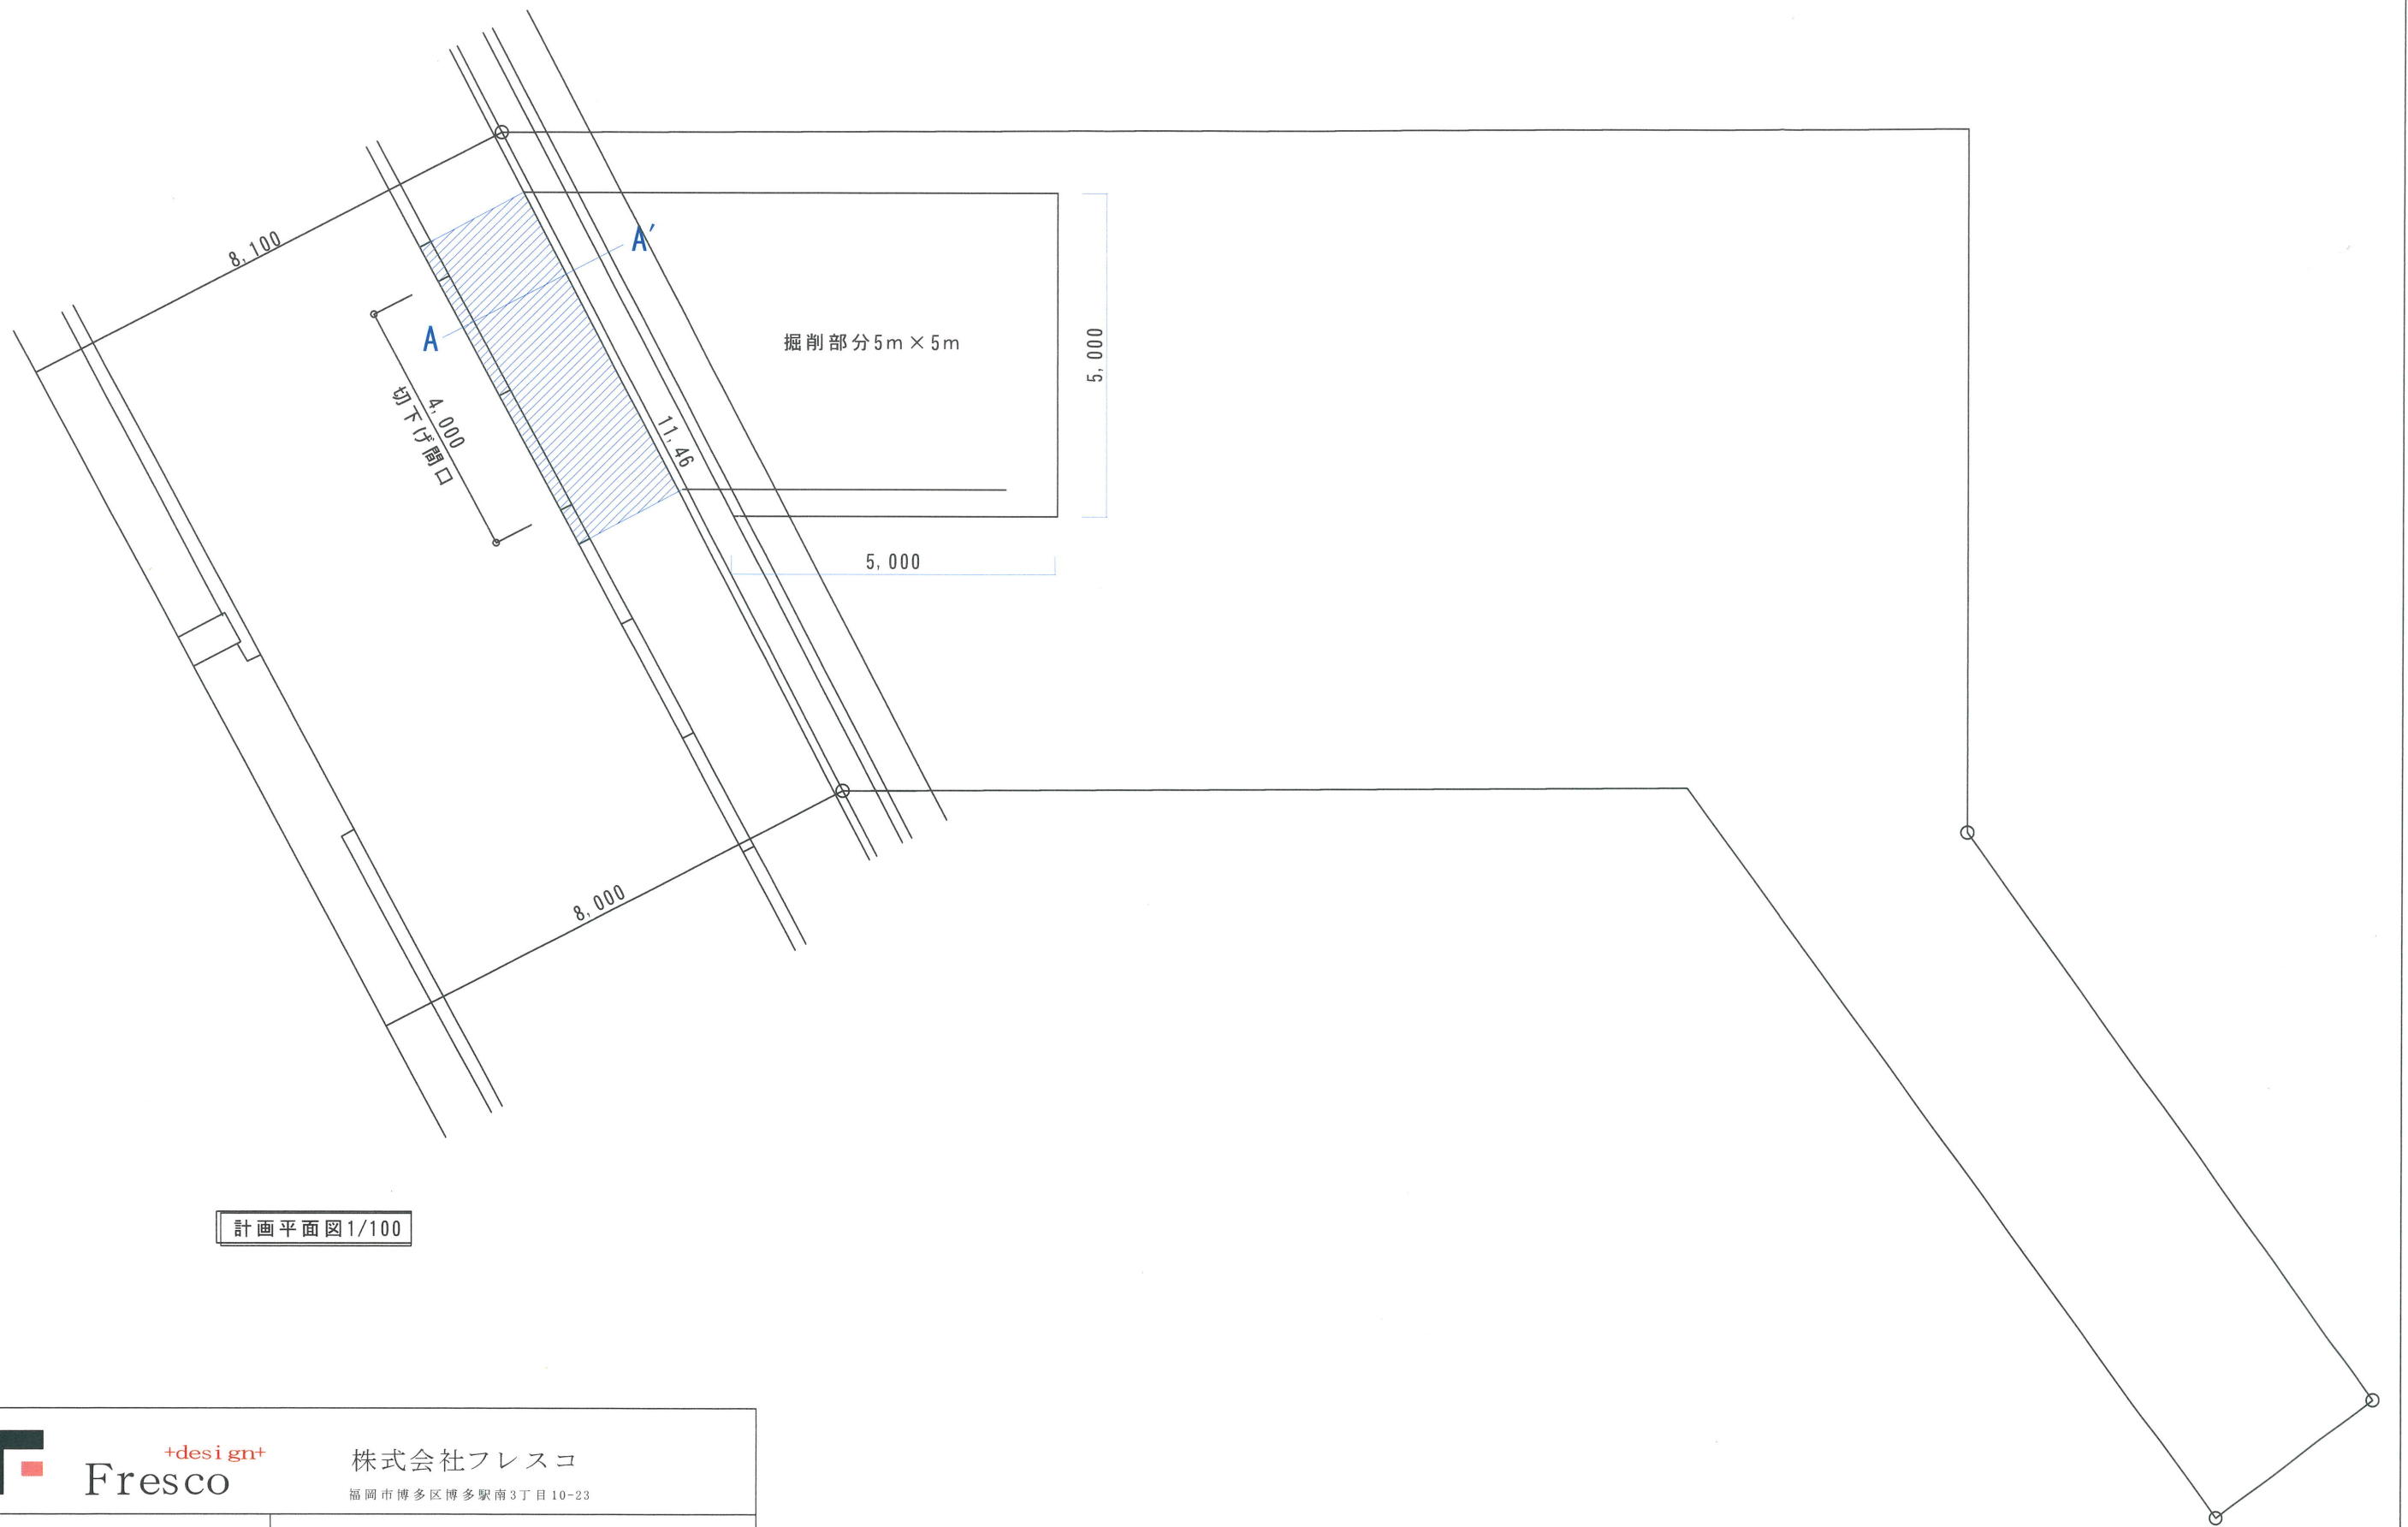 8,100
A'
A
掘削部分5m×5m
5,000
4,000
切下げ間口
11,46
5,000
8,000
計画平面図1/100
+design+
Fresco
株式会社フレスコ
福岡市博多区博多駅南3丁目10-23